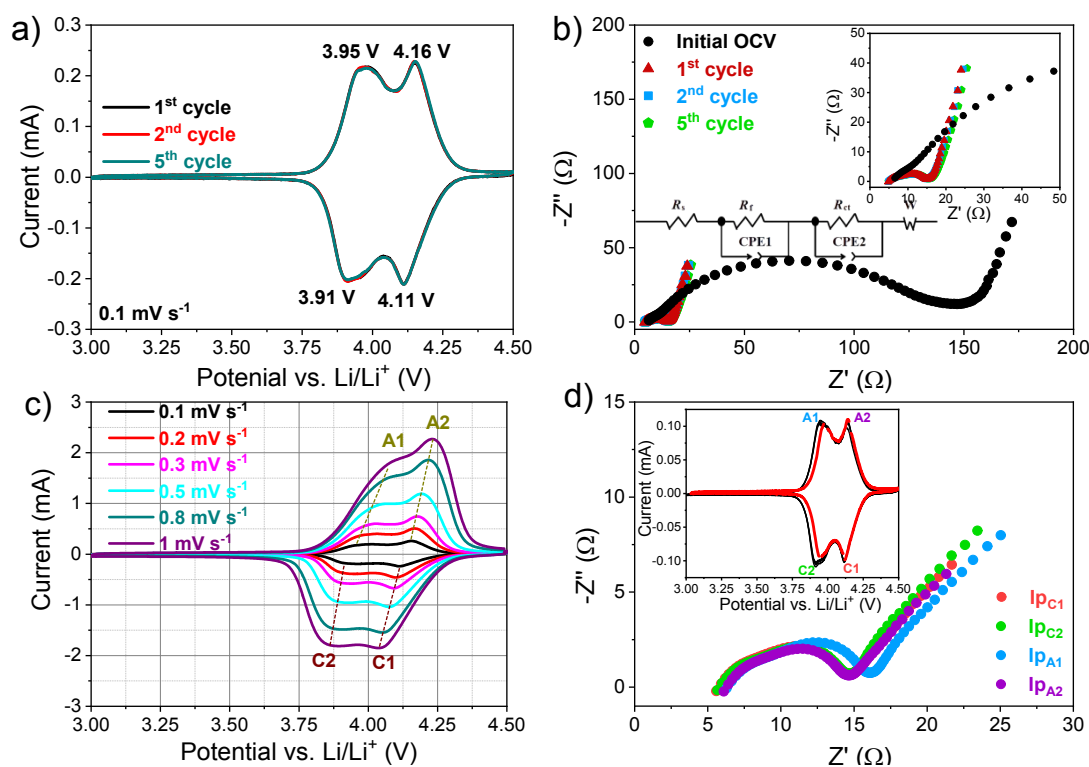 a)
0.3
0.2
0.1
0.0
-0.1
-0.2
-0.3
Current (mA)
3.95 V 4.16 V
1st cycle
2nd cycle
5th cycle
3.91 V 4.11 V
0.1 mV s-1
3.00 3.25 3.50 3.75 4.00 4.25 4.50
Potenial vs. Li/Li+ (V)
b)
200
150
100
50
0
-Z'' (Ω)
Initial OCV
1st cycle
2nd cycle
5th cycle
50
40
30
20
10
0
-Z'' (Ω)
0 10 20 30 40 50
Z' (Ω)
Rs Rf Rct W
CPE1 CPE2
0 50 100 150 200
Z' (Ω)
c)
3
2
1
0
-1
-2
-3
Current (mA)
0.1 mV s-1
0.2 mV s-1
0.3 mV s-1
0.5 mV s-1
0.8 mV s-1
1 mV s-1
A1 A2
C2 C1
3.00 3.25 3.50 3.75 4.00 4.25 4.50
Potenial vs. Li/Li+ (V)
d)
15
10
5
0
-Z'' (Ω)
0.10
0.05
0.00
-0.05
-0.10
Current (mA)
A1 A2
C2 C1
3.00 3.25 3.50 3.75 4.00 4.25 4.50
Potenial vs. Li/Li+ (V)
IpC1
IpC2
IpA1
IpA2
0 5 10 15 20 25 30
Z' (Ω)